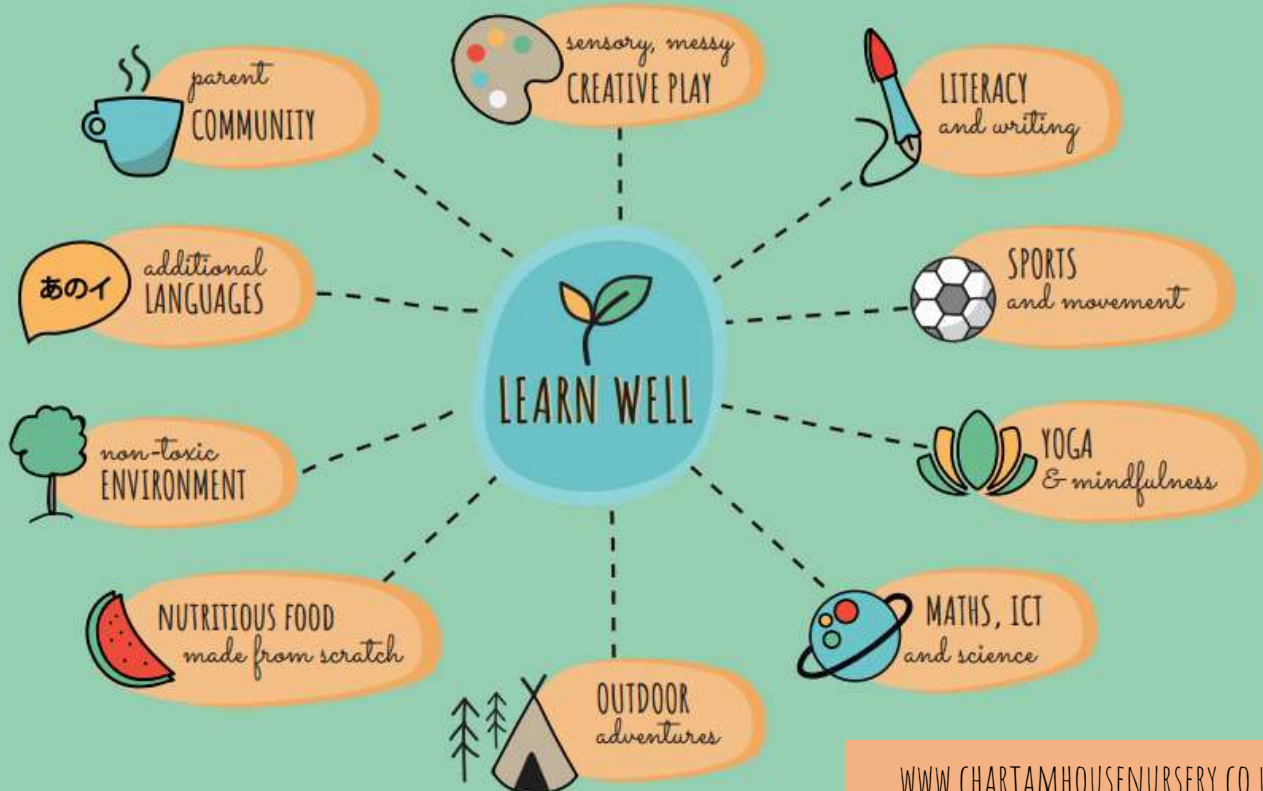 parent
COMMUNITY
sensory, messy
CREATIVE PLAY
LITERACY
and writing
あのイ
additional
LANGUAGES
SPORTS
and movement
LEARN WELL
non-toxic
ENVIRONMENT
YOGA
& mindfulness
NUTRITIOUS FOOD
made from scratch
MATHS, ICT
and science
OUTDOOR
adventures